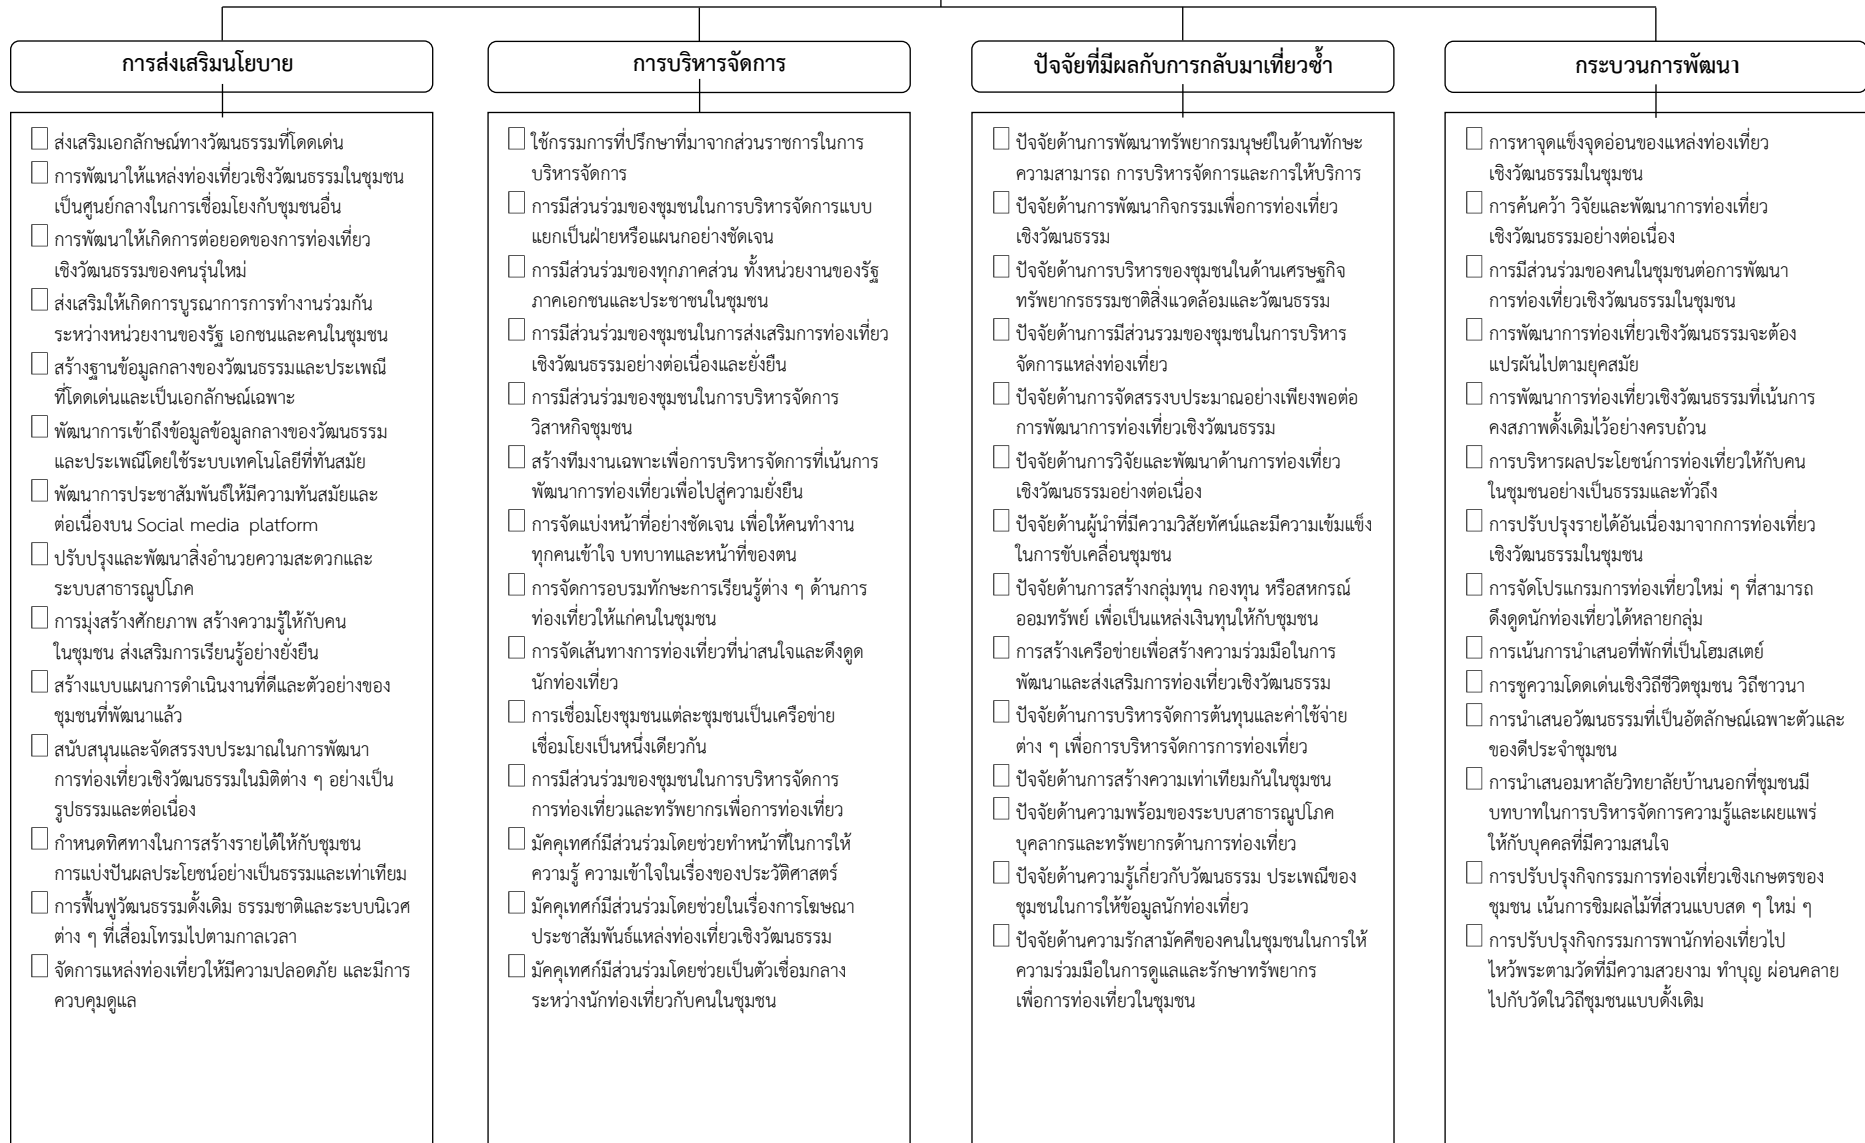 การส่งเสริมนโยบาย
ส่งเสริมเอกลักษณ์ทางวัฒนธรรมที่โดดเด่น
การพัฒนาให้แหล่งท่องเที่ยวเชิงวัฒนธรรมในชุมชน
เป็นศูนย์กลางในการเชื่อมโยงกับชุมชนอื่น
การพัฒนาให้เกิดการต่อยอดของการท่องเที่ยว
เชิงวัฒนธรรมของคนรุ่นใหม่
ส่งเสริมให้เกิดการบูรณาการการทำงานร่วมกัน
ระหว่างหน่วยงานของรัฐ เอกชนและคนในชุมชน
สร้างฐานข้อมูลกลางของวัฒนธรรมและประเพณี
ที่โดดเด่นและเป็นเอกลักษณ์เฉพาะ
พัฒนาการเข้าถึงข้อมูลข้อมูลกลางของวัฒนธรรม
และประเพณีโดยใช้ระบบเทคโนโลยีที่ทันสมัย
พัฒนาการประชาสัมพันธ์ให้มีความทันสมัยและ
ต่อเนื่องบน Social media platform
ปรับปรุงและพัฒนาสิ่งอำนวยความสะดวกและ
ระบบสาธารณูปโภค
การมุ่งสร้างศักยภาพ สร้างความรู้ให้กับคน
ในชุมชน ส่งเสริมการเรียนรู้อย่างยั่งยืน
สร้างแบบแผนการดำเนินงานที่ดีและตัวอย่างของ
ชุมชนที่พัฒนาแล้ว
สนับสนุนและจัดสรรงบประมาณในการพัฒนา
การท่องเที่ยวเชิงวัฒนธรรมในมิติต่าง ๆ อย่างเป็น
รูปธรรมและต่อเนื่อง
กำหนดทิศทางในการสร้างรายได้ให้กับชุมชน
การแบ่งปันผลประโยชน์อย่างเป็นธรรมและเท่าเทียม
การฟื้นฟูวัฒนธรรมดั้งเดิม ธรรมชาติและระบบนิเวศ
ต่าง ๆ ที่เสื่อมโทรมไปตามกาลเวลา
จัดการแหล่งท่องเที่ยวให้มีความปลอดภัย และมีการ
ควบคุมดูแล
การบริหารจัดการ
ใช้กรรมการที่ปรึกษาที่มาจากส่วนราชการในการ
บริหารจัดการ
การมีส่วนร่วมของชุมชนในการบริหารจัดการแบบ
แยกเป็นฝ่ายหรือแผนกอย่างชัดเจน
การมีส่วนร่วมของทุกภาคส่วน ทั้งหน่วยงานของรัฐ
ภาคเอกชนและประชาชนในชุมชน
การมีส่วนร่วมของชุมชนในการส่งเสริมการท่องเที่ยว
เชิงวัฒนธรรมอย่างต่อเนื่องและยั่งยืน
การมีส่วนร่วมของชุมชนในการบริหารจัดการ
วิสาหกิจชุมชน
สร้างทีมงานเฉพาะเพื่อการบริหารจัดการที่เน้นการ
พัฒนาการท่องเที่ยวเพื่อไปสู่ความยั่งยืน
การจัดแบ่งหน้าที่อย่างชัดเจน เพื่อให้คนทำงาน
ทุกคนเข้าใจ บทบาทและหน้าที่ของตน
การจัดการอบรมทักษะการเรียนรู้ต่าง ๆ ด้านการ
ท่องเที่ยวให้แก่คนในชุมชน
การจัดเส้นทางการท่องเที่ยวที่น่าสนใจและดึงดูด
นักท่องเที่ยว
การเชื่อมโยงชุมชนแต่ละชุมชนเป็นเครือข่าย
เชื่อมโยงเป็นหนึ่งเดียวกัน
การมีส่วนร่วมของชุมชนในการบริหารจัดการ
การท่องเที่ยวและทรัพยากรเพื่อการท่องเที่ยว
มัคคุเทศก์มีส่วนร่วมโดยช่วยทำหน้าที่ในการให้
ความรู้ ความเข้าใจในเรื่องของประวัติศาสตร์
มัคคุเทศก์มีส่วนร่วมโดยช่วยในเรื่องการโฆษณา
ประชาสัมพันธ์แหล่งท่องเที่ยวเชิงวัฒนธรรม
มัคคุเทศก์มีส่วนร่วมโดยช่วยเป็นตัวเชื่อมกลาง
ระหว่างนักท่องเที่ยวกับคนในชุมชน
ปัจจัยที่มีผลกับการกลับมาเที่ยวซ้ำ
ปัจจัยด้านการพัฒนาทรัพยากรมนุษย์ในด้านทักษะ
ความสามารถ การบริหารจัดการและการให้บริการ
ปัจจัยด้านการพัฒนากิจกรรมเพื่อการท่องเที่ยว
เชิงวัฒนธรรม
ปัจจัยด้านการบริหารของชุมชนในด้านเศรษฐกิจ
ทรัพยากรธรรมชาติสิ่งแวดล้อมและวัฒนธรรม
ปัจจัยด้านการมีส่วนรวมของชุมชนในการบริหาร
จัดการแหล่งท่องเที่ยว
ปัจจัยด้านการจัดสรรงบประมาณอย่างเพียงพอต่อ
การพัฒนาการท่องเที่ยวเชิงวัฒนธรรม
ปัจจัยด้านการวิจัยและพัฒนาด้านการท่องเที่ยว
เชิงวัฒนธรรมอย่างต่อเนื่อง
ปัจจัยด้านผู้นำที่มีความวิสัยทัศน์และมีความเข้มแข็ง
ในการขับเคลื่อนชุมชน
ปัจจัยด้านการสร้างกลุ่มทุน กองทุน หรือสหกรณ์
ออมทรัพย์ เพื่อเป็นแหล่งเงินทุนให้กับชุมชน
การสร้างเครือข่ายเพื่อสร้างความร่วมมือในการ
พัฒนาและส่งเสริมการท่องเที่ยวเชิงวัฒนธรรม
ปัจจัยด้านการบริหารจัดการต้นทุนและค่าใช้จ่าย
ต่าง ๆ เพื่อการบริหารจัดการการท่องเที่ยว
ปัจจัยด้านการสร้างความเท่าเทียมกันในชุมชน
ปัจจัยด้านความพร้อมของระบบสาธารณูปโภค
บุคลากรและทรัพยากรด้านการท่องเที่ยว
ปัจจัยด้านความรู้เกี่ยวกับวัฒนธรรม ประเพณีของ
ชุมชนในการให้ข้อมูลนักท่องเที่ยว
ปัจจัยด้านความรักสามัคคีของคนในชุมชนในการให้
ความร่วมมือในการดูแลและรักษาทรัพยากร
เพื่อการท่องเที่ยวในชุมชน
กระบวนการพัฒนา
การหาจุดแข็งจุดอ่อนของแหล่งท่องเที่ยว
เชิงวัฒนธรรมในชุมชน
การค้นคว้า วิจัยและพัฒนาการท่องเที่ยว
เชิงวัฒนธรรมอย่างต่อเนื่อง
การมีส่วนร่วมของคนในชุมชนต่อการพัฒนา
การท่องเที่ยวเชิงวัฒนธรรมในชุมชน
การพัฒนาการท่องเที่ยวเชิงวัฒนธรรมจะต้อง
แปรผันไปตามยุคสมัย
การพัฒนาการท่องเที่ยวเชิงวัฒนธรรมที่เน้นการ
คงสภาพดั้งเดิมไว้อย่างครบถ้วน
การบริหารผลประโยชน์การท่องเที่ยวให้กับคน
ในชุมชนอย่างเป็นธรรมและทั่วถึง
การปรับปรุงรายได้อันเนื่องมาจากการท่องเที่ยว
เชิงวัฒนธรรมในชุมชน
การจัดโปรแกรมการท่องเที่ยวใหม่ ๆ ที่สามารถ
ดึงดูดนักท่องเที่ยวได้หลายกลุ่ม
การเน้นการนำเสนอที่พักที่เป็นโฮมสเตย์
การชูความโดดเด่นเชิงวิถีชีวิตชุมชน วิถีชาวนา
การนำเสนอวัฒนธรรมที่เป็นอัตลักษณ์เฉพาะตัวและ
ของดีประจำชุมชน
การนำเสนอมหาลัยวิทยาลัยบ้านนอกที่ชุมชนมี
บทบาทในการบริหารจัดการความรู้และเผยแพร่
ให้กับบุคคลที่มีความสนใจ
การปรับปรุงกิจกรรมการท่องเที่ยวเชิงเกษตรของ
ชุมชน เน้นการชิมผลไม้ที่สวนแบบสด ๆ ใหม่ ๆ
การปรับปรุงกิจกรรมการพานักท่องเที่ยวไป
ไหว้พระตามวัดที่มีความสวยงาม ทำบุญ ผ่อนคลาย
ไปกับวัดในวิถีชุมชนแบบดั้งเดิม